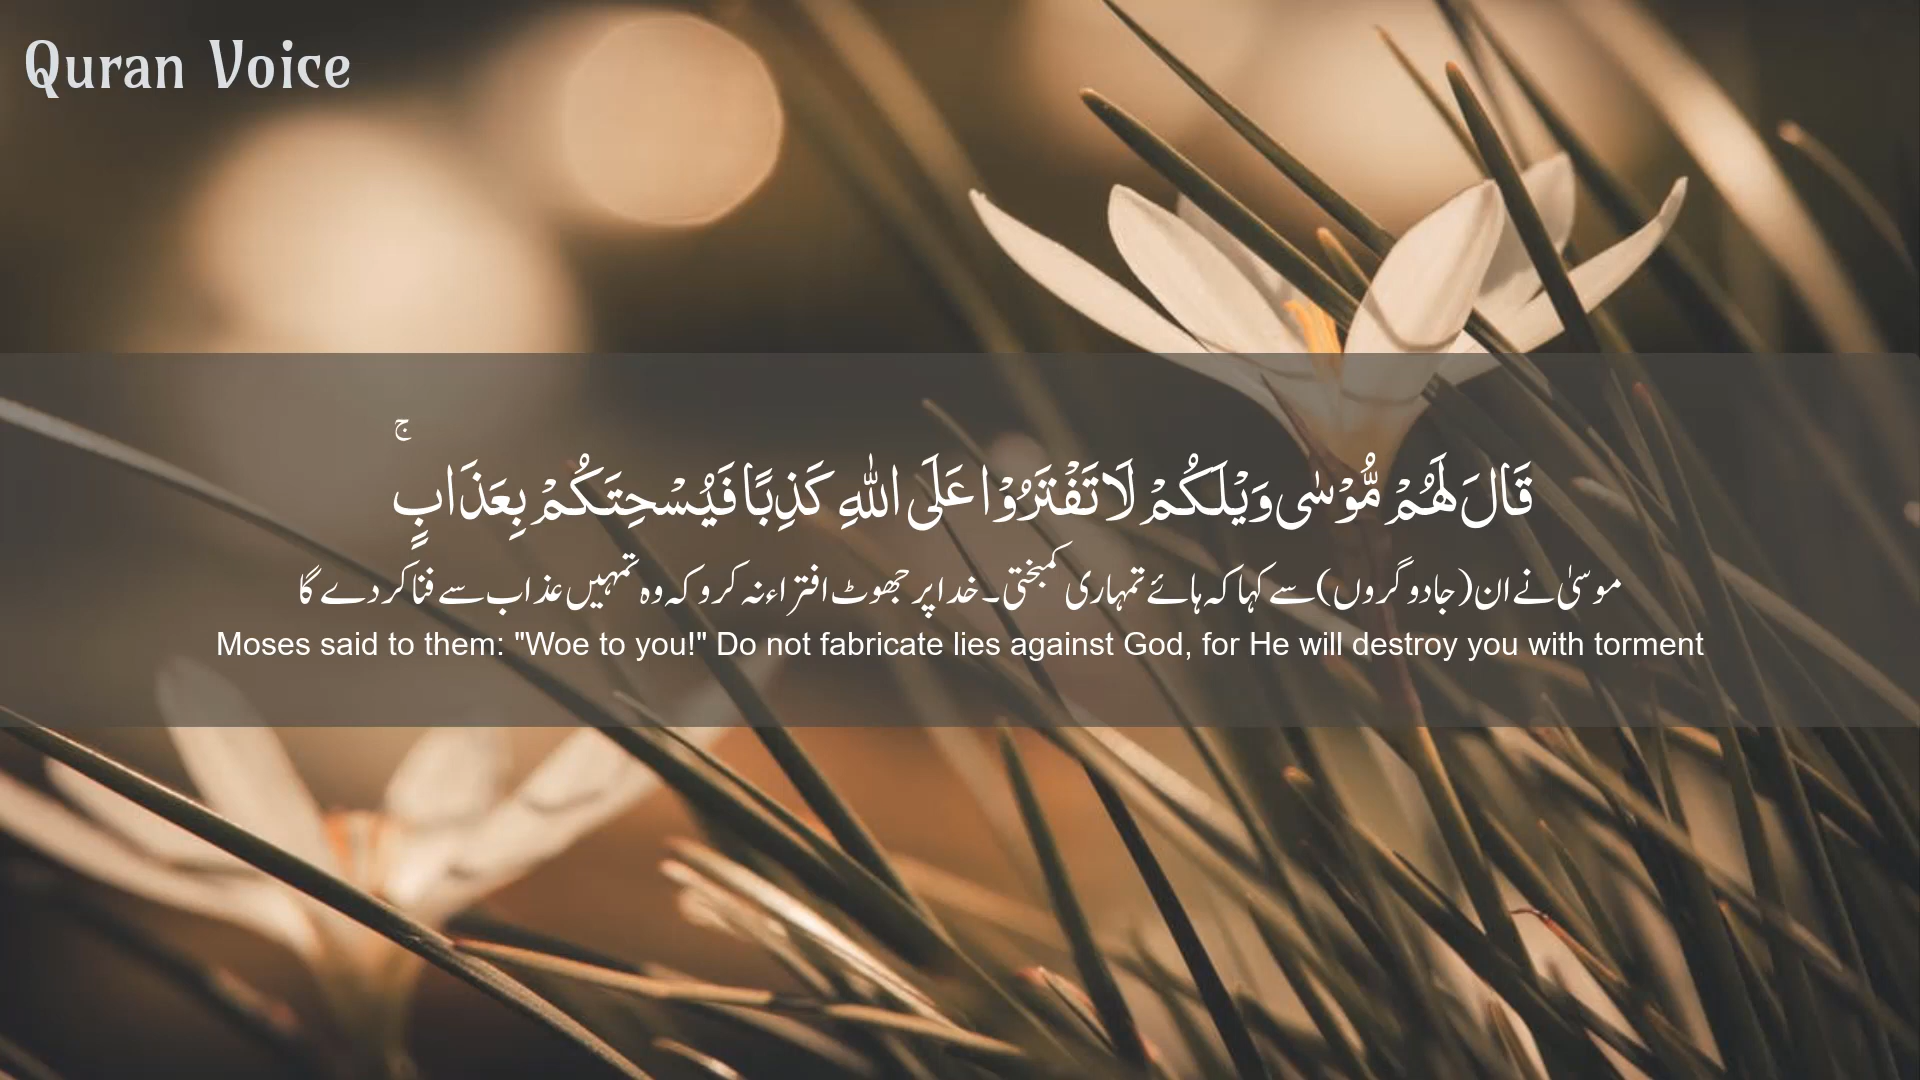 Quran Voice
قَالَ لَهُمْ مُّوْسٰى وَيْلَكُمْ لَا تَفْتَرُوْا عَلَى اللّٰهِ كَذِبًا فَيُسْحِتَكُمْ بِعَذَابٍ ۚ
موسیٰ نے ان (جادوگروں) سے کہا کہ ہائے تمہاری کمبختی۔ خدا پر جھوٹ افتراء نہ کرو کہ وہ تمہیں عذاب سے فنا کر دے گا
Moses said to them: "Woe to you!" Do not fabricate lies against God, for He will destroy you with torment